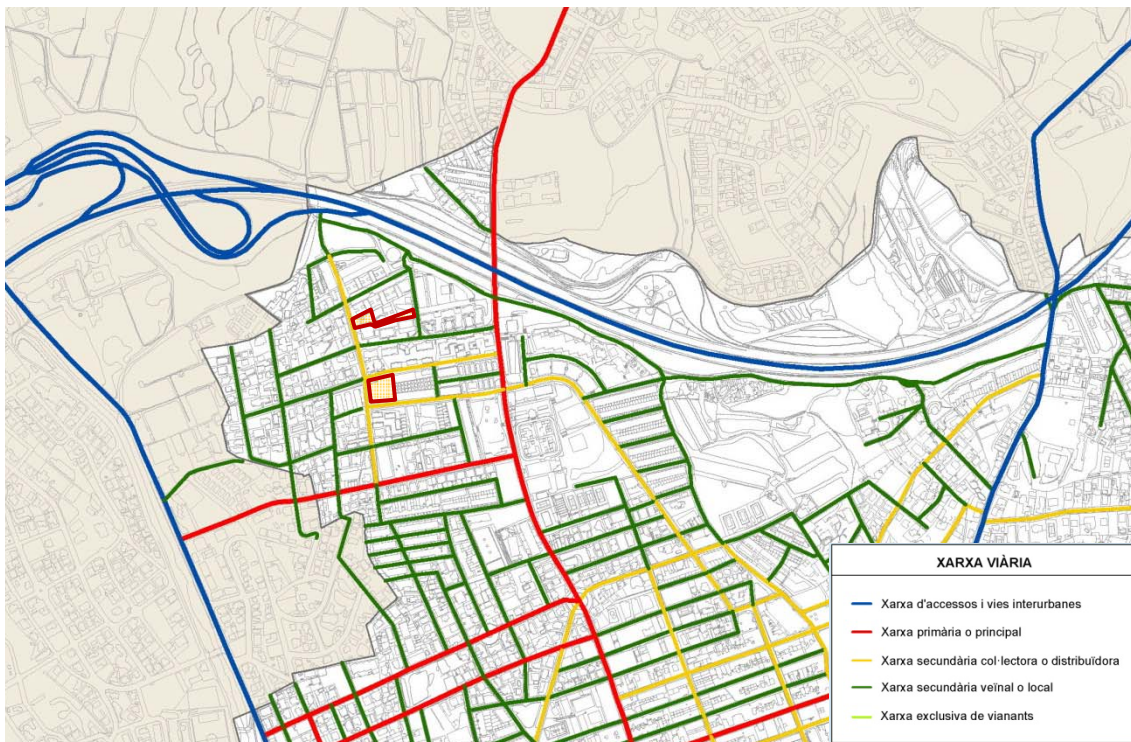 XARXA VIÀRIA
Xarxa d'accessos i vies interurbanes
Xarxa primària o principal
Xarxa secundària col·lectora o distribuïdora
Xarxa secundària veïnal o local
Xarxa exclusiva de vianants